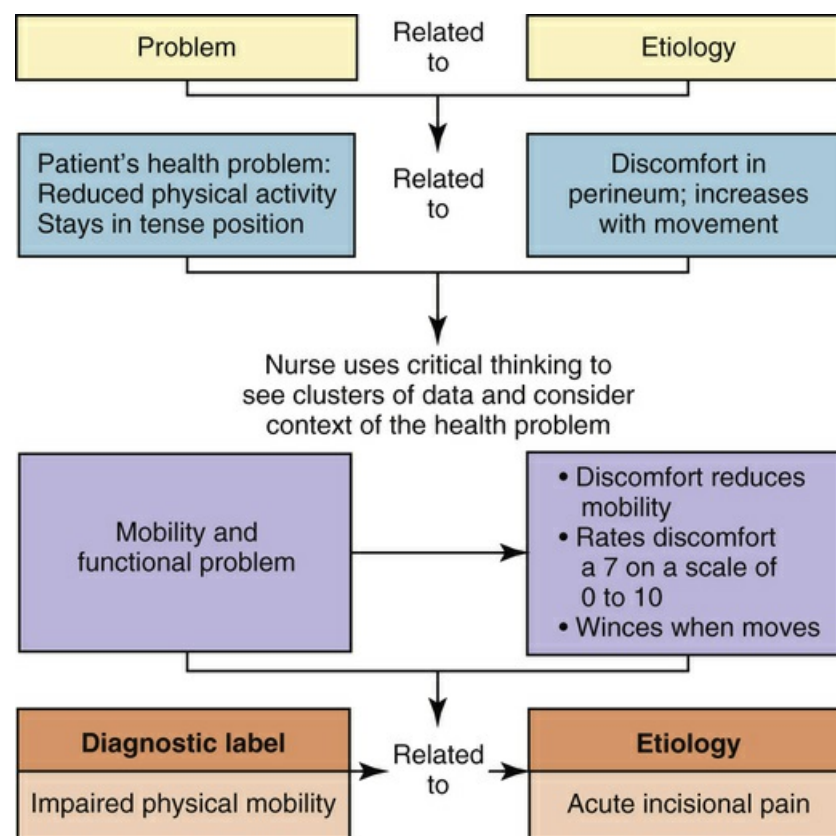 Problem
Related
to
Etiology
Patient's health problem:
Reduced physical activity
Stays in tense position
Related
to
Discomfort in
perineum; increases
with movement
Nurse uses critical thinking to
see clusters of data and consider
context of the health problem
Mobility and
functional problem
• Discomfort reduces
mobility
• Rates discomfort
a 7 on a scale of
0 to 10
• Winces when moves
Diagnostic label
Impaired physical mobility
Related
to
Etiology
Acute incisional pain